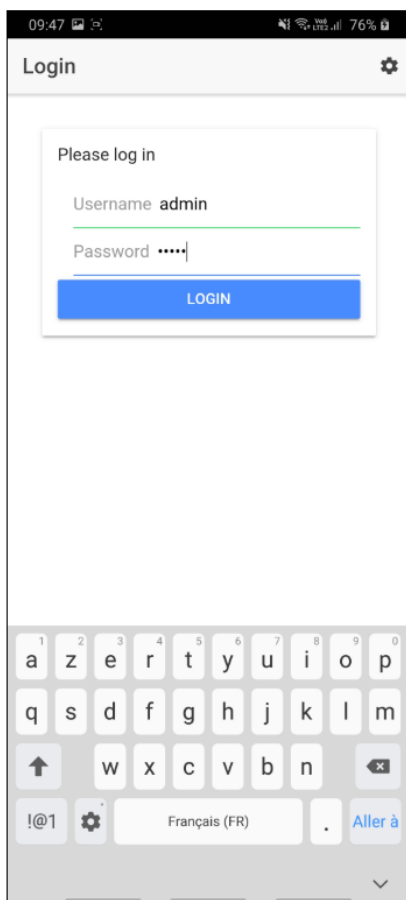 09:47 76%
Login
Please log in
Username admin
Password •••••
LOGIN
1 2 3 4 5 6 7 8 9 0
a z e r t y u i o p
q s d f g h j k l m
w x c v b n
!@1 Français (FR) . Aller à